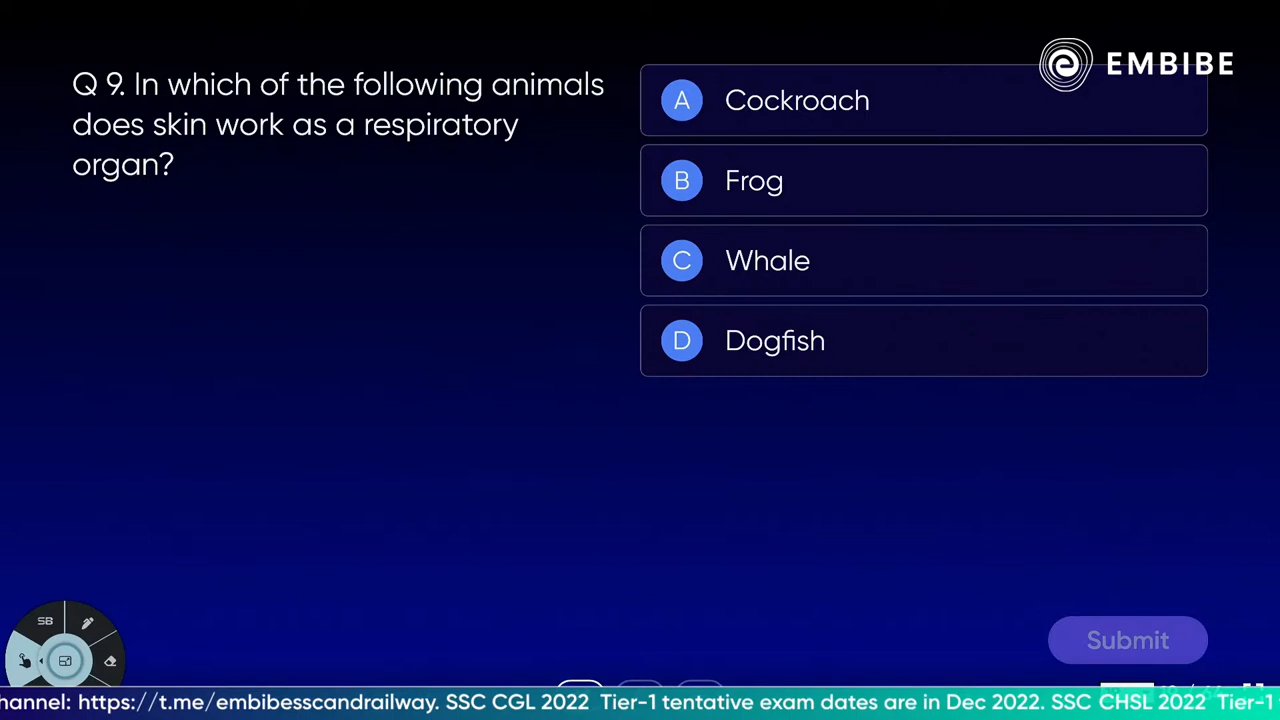 EMBIBE
Q 9. In which of the following animals
does skin work as a respiratory
organ?
A Cockroach
B Frog
C Whale
D Dogfish
SB
Submit
hannel: https://t.me/embibesscandrailway. SSC CGL 2022 Tier-1 tentative exam dates are in Dec 2022. SSC CHSL 2022 Tier-1